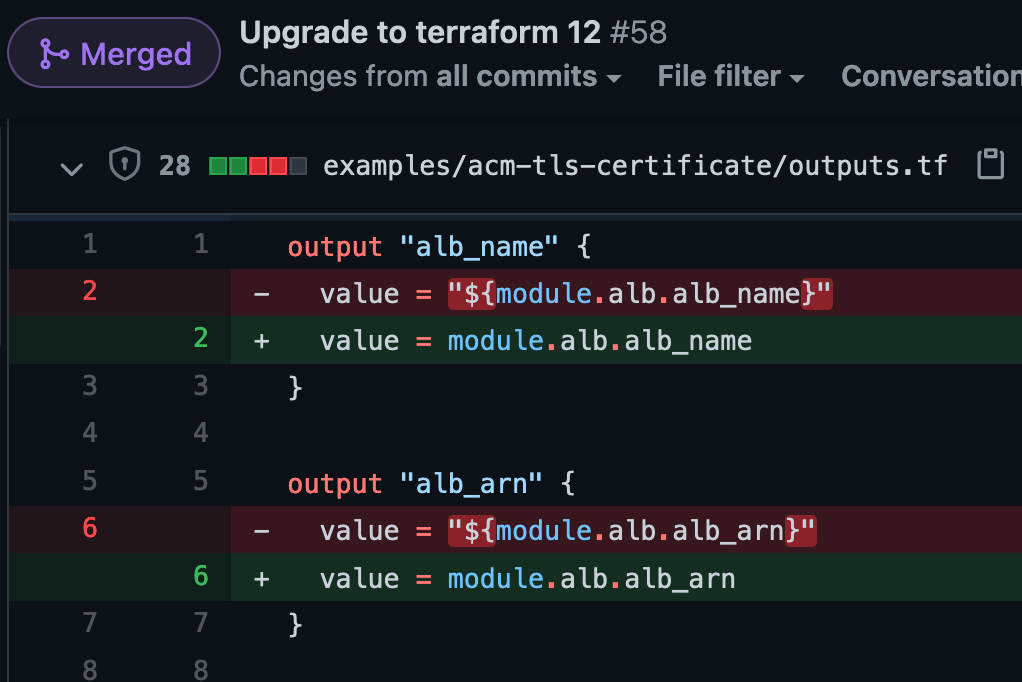 Merged
Upgrade to terraform 12 #58
Changes from all commits File filter Conversation
28 examples/acm-tls-certificate/outputs.tf
1 1 output "alb_name" {
2 - value = "${module.alb.alb_name}"
2 + value = module.alb.alb_name
3 3 }
4 4
5 5 output "alb_arn" {
6 - value = "${module.alb.alb_arn}"
6 + value = module.alb.alb_arn
7 7 }
8 8